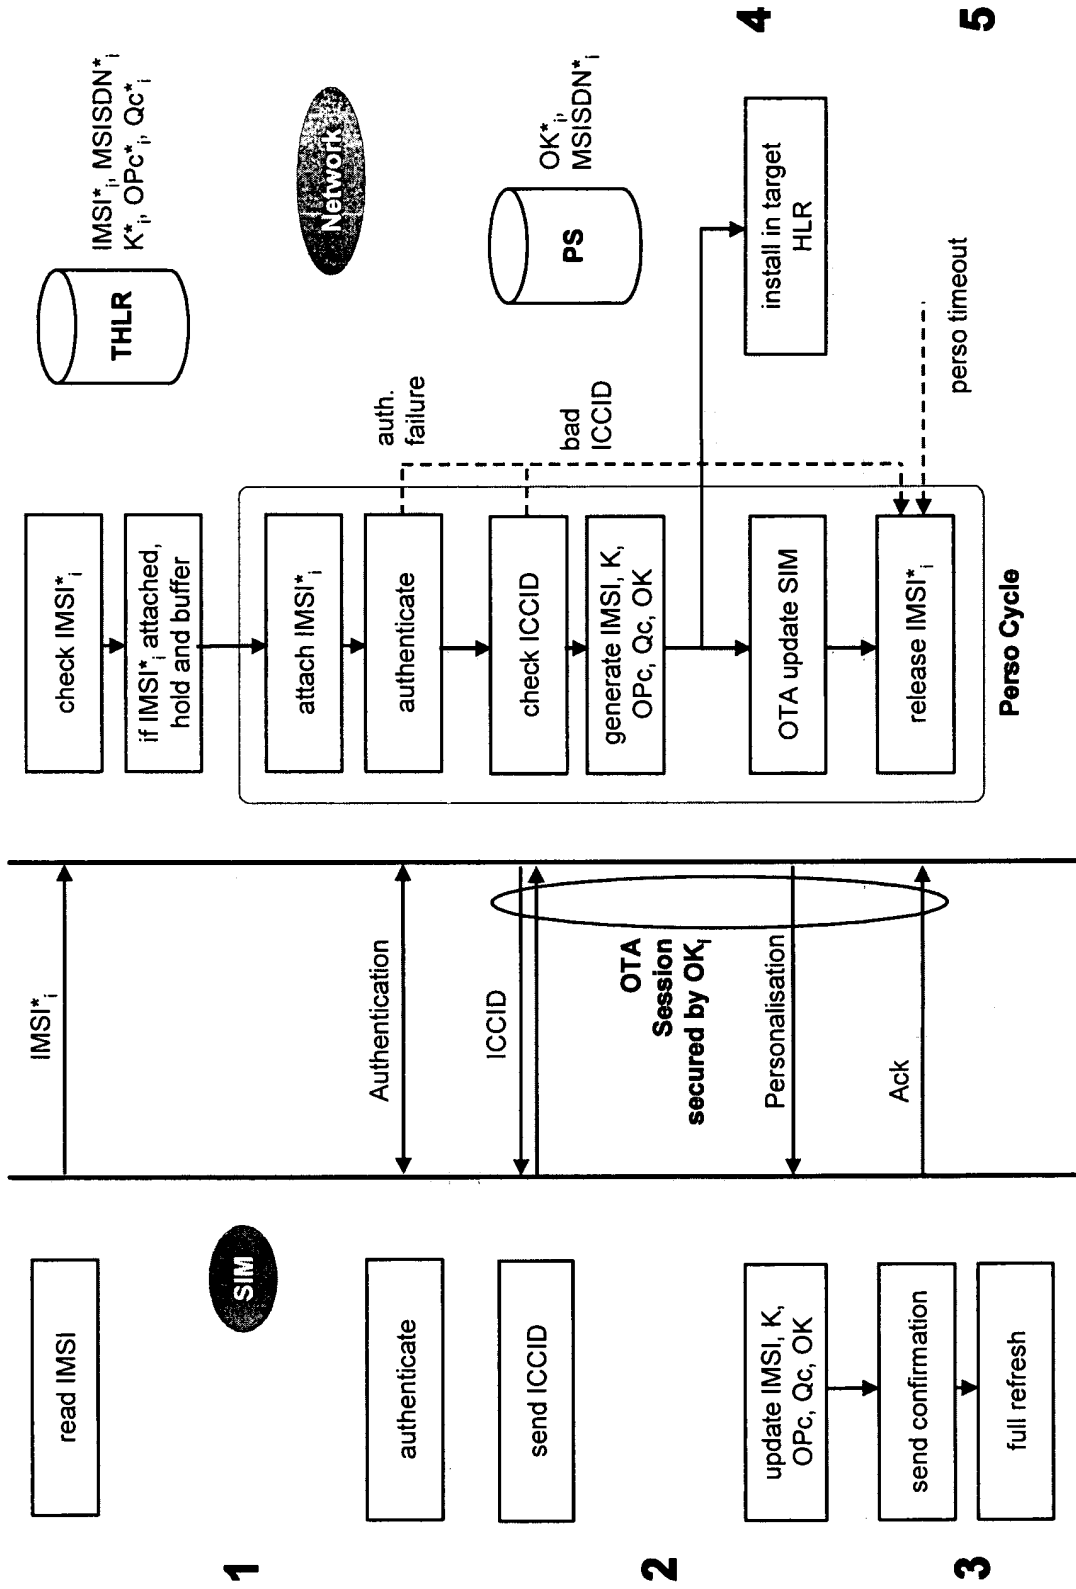 read IMSI
SIM
authenticate
send ICCID
update IMSI, K,
OPc, Qc, OK
send confirmation
full refresh
1
2
3
IMSI*i
Authentication
ICCID
OTA
Session
secured by OKi
Personalisation
Ack
check IMSI*i
if IMSI*i attached,
hold and buffer
attach IMSI*i
authenticate
check ICCID
generate IMSI, K,
OPc, Qc, OK
OTA update SIM
release IMSI*i
Perso Cycle
auth.
failure
bad
ICCID
perso timeout
THLR
IMSI*i, MSISDN*i
K*i, OPc*i, Qc*i
Network
PS
OK*i,
MSISDN*i
install in target
HLR
4
5